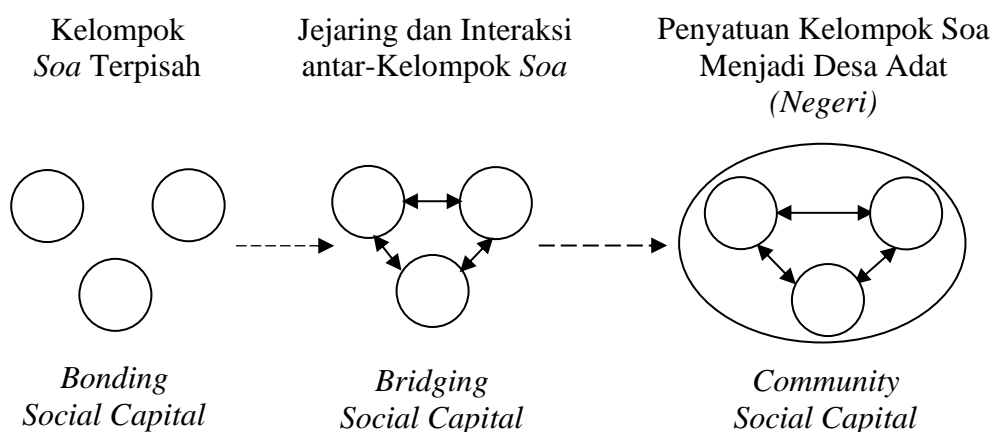 Kelompok
Soa Terpisah
Jejaring dan Interaksi
antar-Kelompok Soa
Penyatuan Kelompok Soa
Menjadi Desa Adat
(Negeri)
Bonding
Social Capital
Bridging
Social Capital
Community
Social Capital